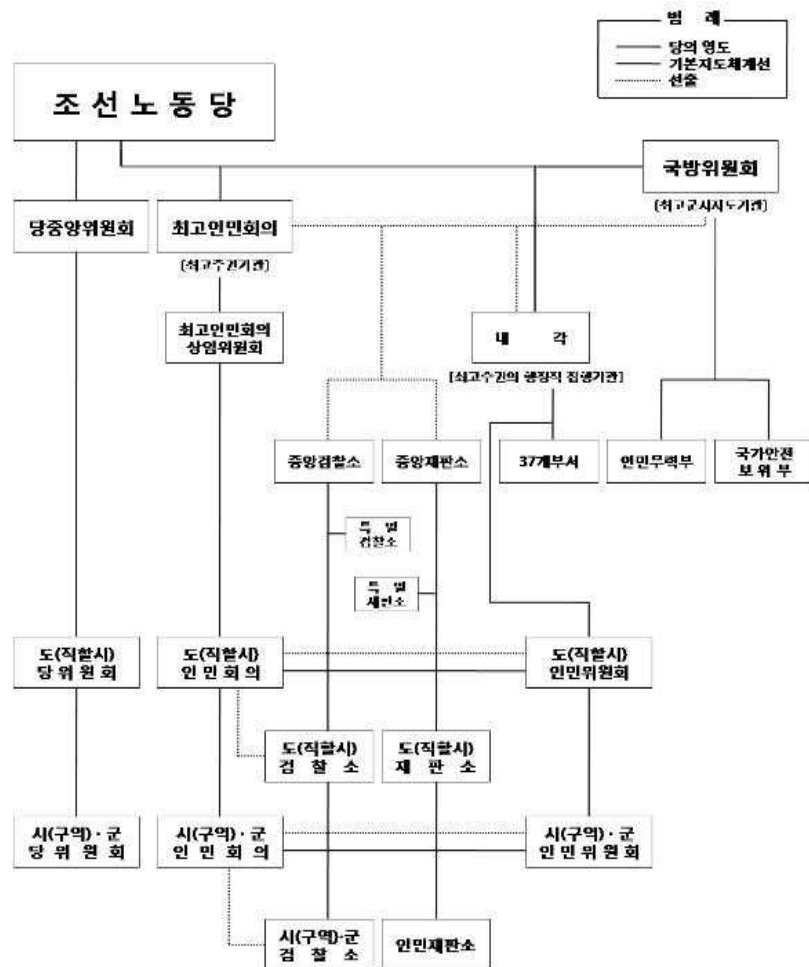 범 례
당의 영도
기본지도체계선
선출
조선노동당
국방위원회
[최고군사지도기관]
당중앙위원회
최고인민회의
[최고주권기관]
최고인민회의
상임위원회
내 각
[최고주권의 행정적 집행기관]
중앙검찰소
중앙재판소
37개부서
인민무력부
국가안전
보위부
특 별
검찰소
특 별
재판소
도(직할시)
당위원회
도(직할시)
인민회의
도(직할시)
인민위원회
도(직할시)
검 찰 소
도(직할시)
재 판 소
시(구역)·군
당 위 원 회
시(구역)·군
인 민 회 의
시(구역)·군
인민위원회
시(구역)·군
검 찰 소
인민재판소